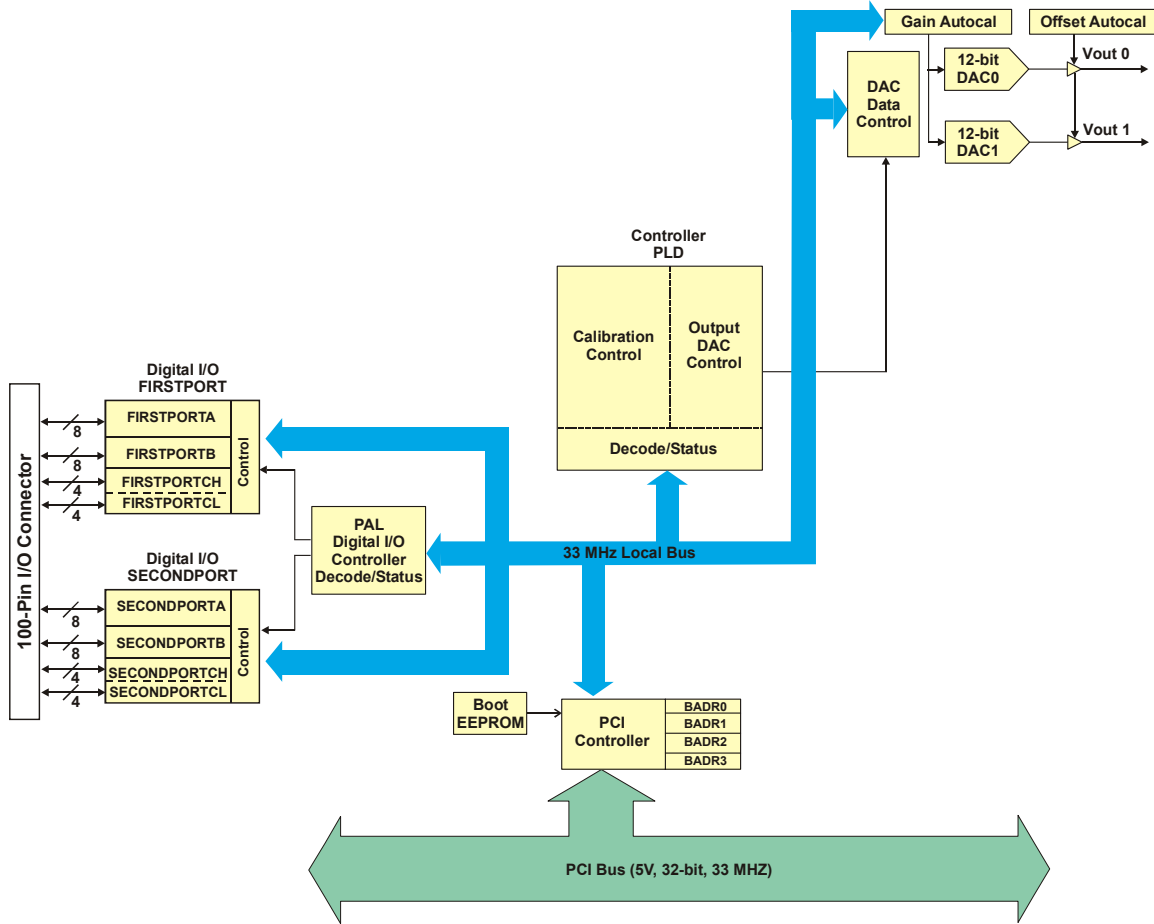 Gain Autocal
Offset Autocal
12-bit
DAC0
Vout 0
DAC
Data
Control
12-bit
DAC1
Vout 1
Controller
PLD
Calibration
Control
Output
DAC
Control
Decode/Status
Digital I/O
FIRSTPORT
100-Pin I/O Connector
8
FIRSTPORTA
8
FIRSTPORTB
4
FIRSTPORTCH
4
FIRSTPORTCL
Control
PAL
Digital I/O
Controller
Decode/Status
33 MHz Local Bus
Digital I/O
SECONDPORT
8
SECONDPORTA
8
SECONDPORTB
4
SECONDPORTCH
4
SECONDPORTCL
Control
Boot
EEPROM
PCI
Controller
BADR0
BADR1
BADR2
BADR3
PCI Bus (5V, 32-bit, 33 MHZ)